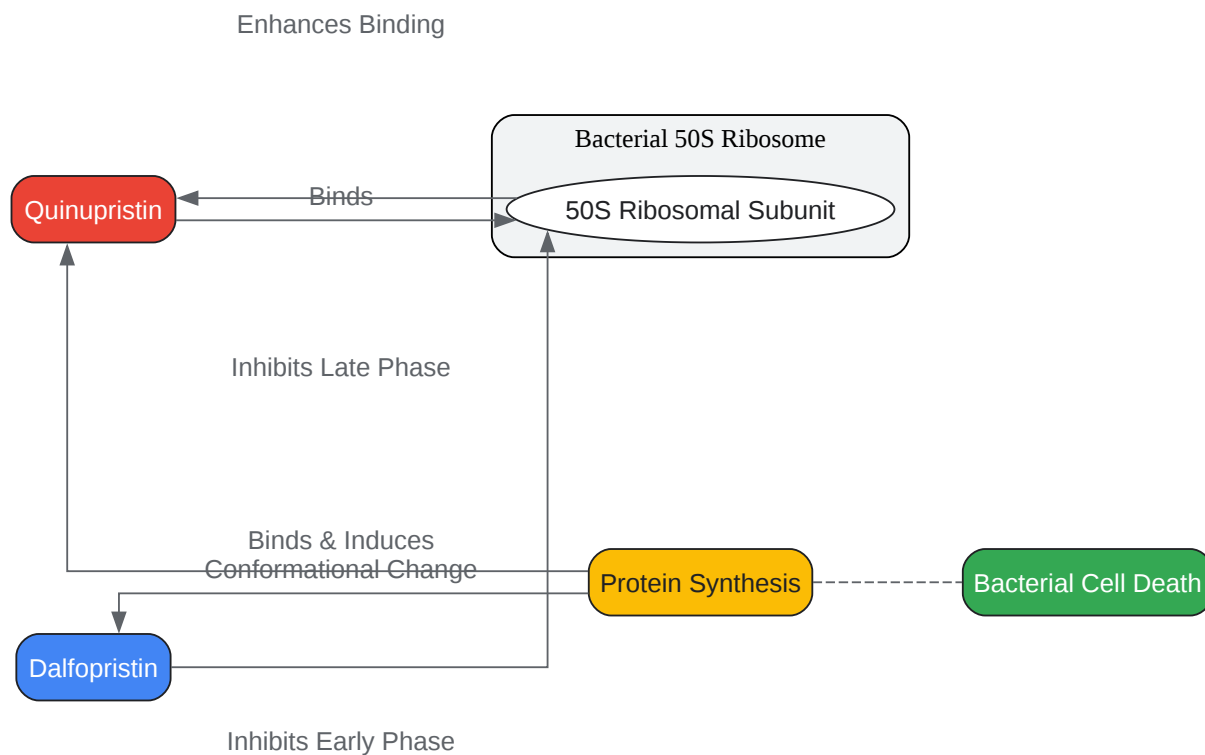 Enhances Binding
Bacterial 50S Ribosome
Quinupristin
Binds
50S Ribosomal Subunit
Inhibits Late Phase
Binds & Induces
Conformational Change
Protein Synthesis
Bacterial Cell Death
Dalfopristin
Inhibits Early Phase